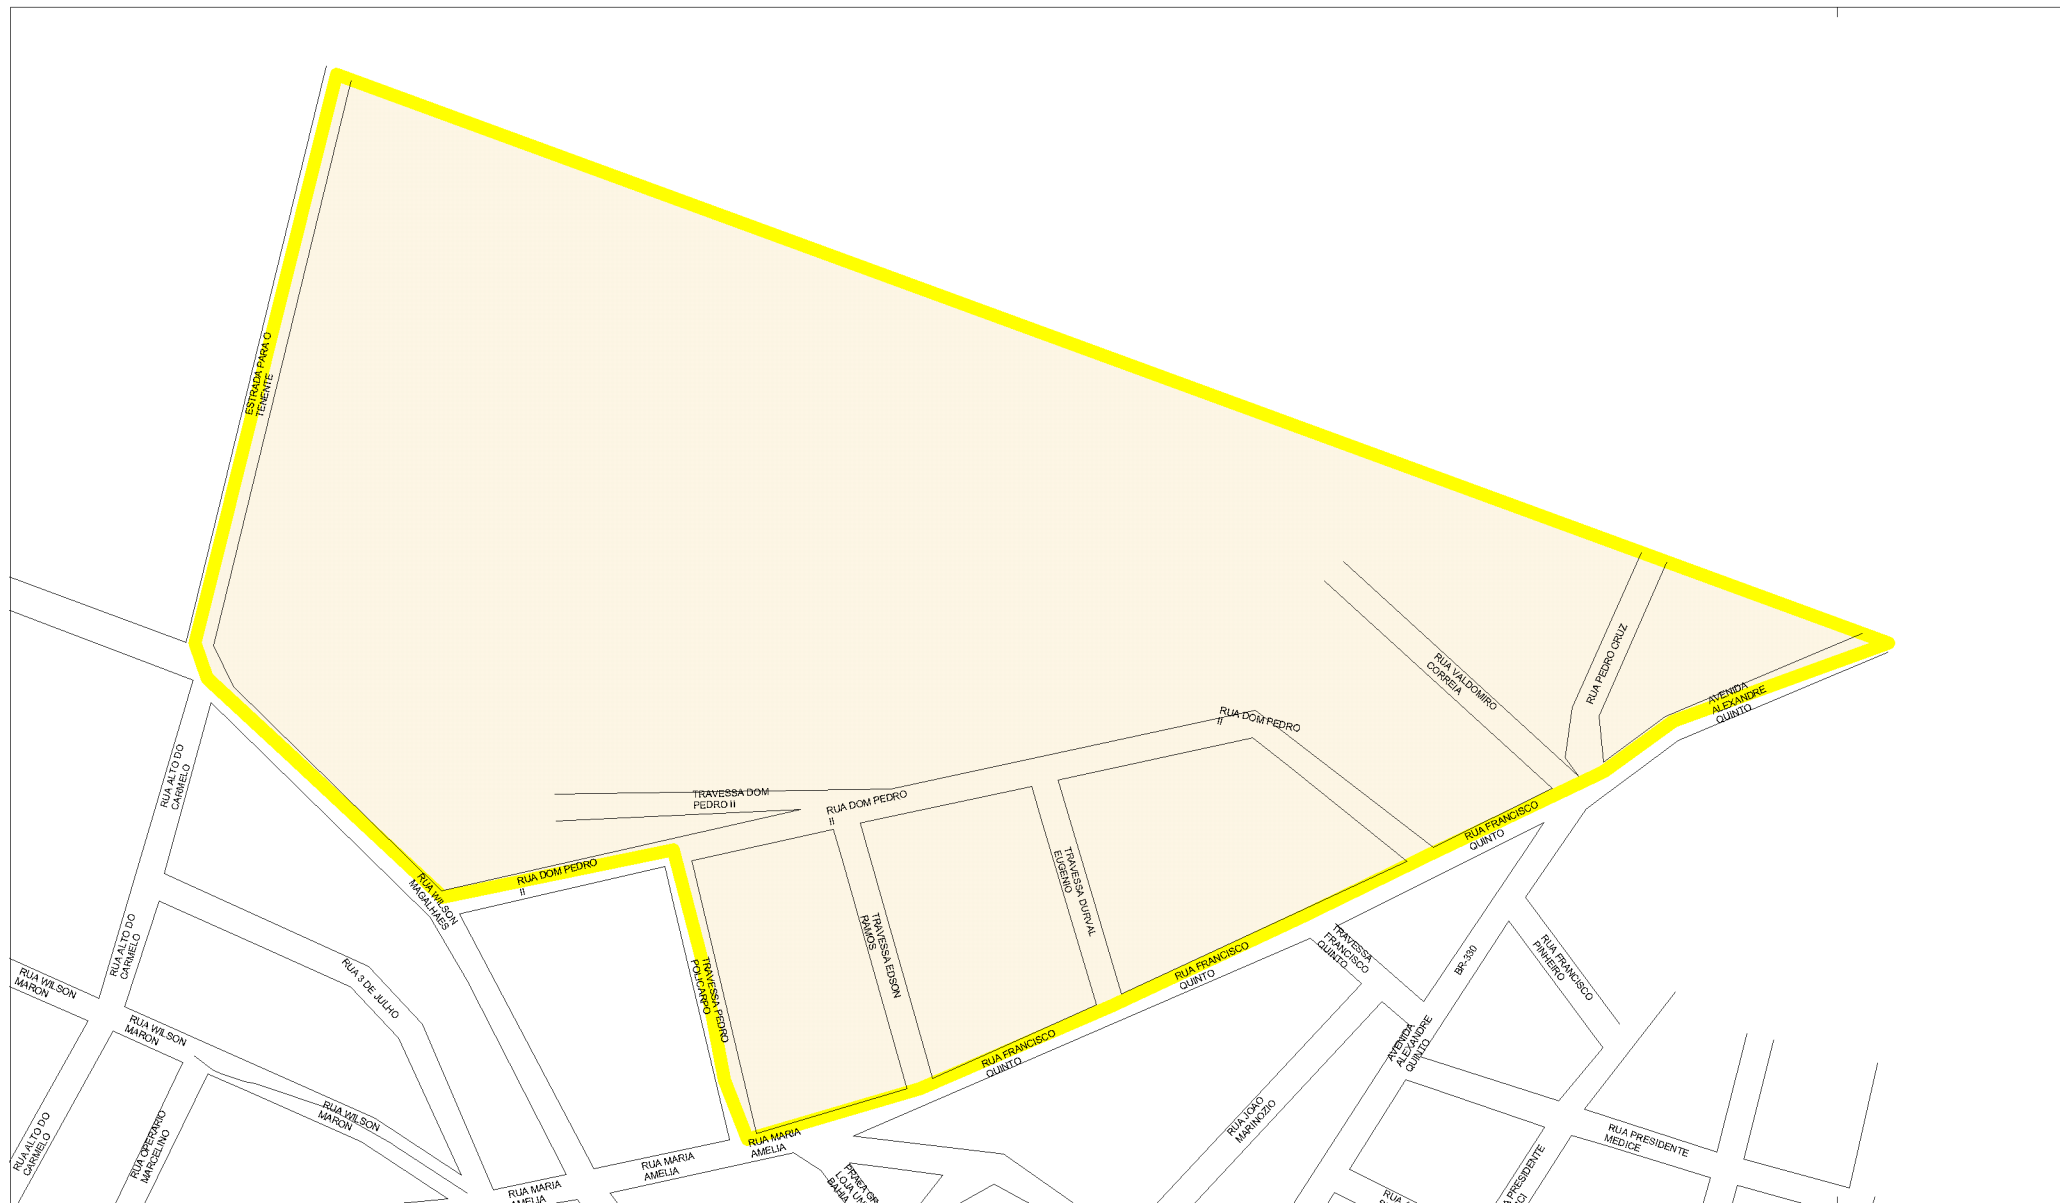 ESTRADA PARA O
TENENTE
RUA PEDRO CRUZ
RUA VALDOMIRO
CORREIA
AVENIDA
ALEXANDRE
QUINTO
RUA DOM PEDRO
II
RUA ALTO DO
CARMELO
TRAVESSA DOM
PEDRO II
RUA DOM PEDRO
II
RUA FRANCISCO
QUINTO
RUA DOM PEDRO
II
RUA WILSON
MAGALHAES
TRAVESSA DURVAL
EUGENIO
RUA ALTO DO
CARMELO
TRAVESSA EDSON
RAMOS
TRAVESSA
FRANCISCO
QUINTO
BR-330
RUA FRANCISCO
PINHEIRO
RUA FRANCISCO
QUINTO
RUA WILSON
MARON
RUA 3 DE JULHO
TRAVESSA PEDRO
POLICARPO
RUA WILSON
MARON
RUA FRANCISCO
QUINTO
AVENIDA
ALEXANDRE
QUINTO
RUA WILSON
MARON
RUA JOAO
MARINOZIO
RUA ALTO DO
CARMELO
RUA OPERARIO
MARCELINO
RUA MARIA
AMELIA
RUA PRESIDENTE
MEDICE
RUA MARIA
AMELIA
RUA MARIA
AMELIA
PRESIDENTE
RUA